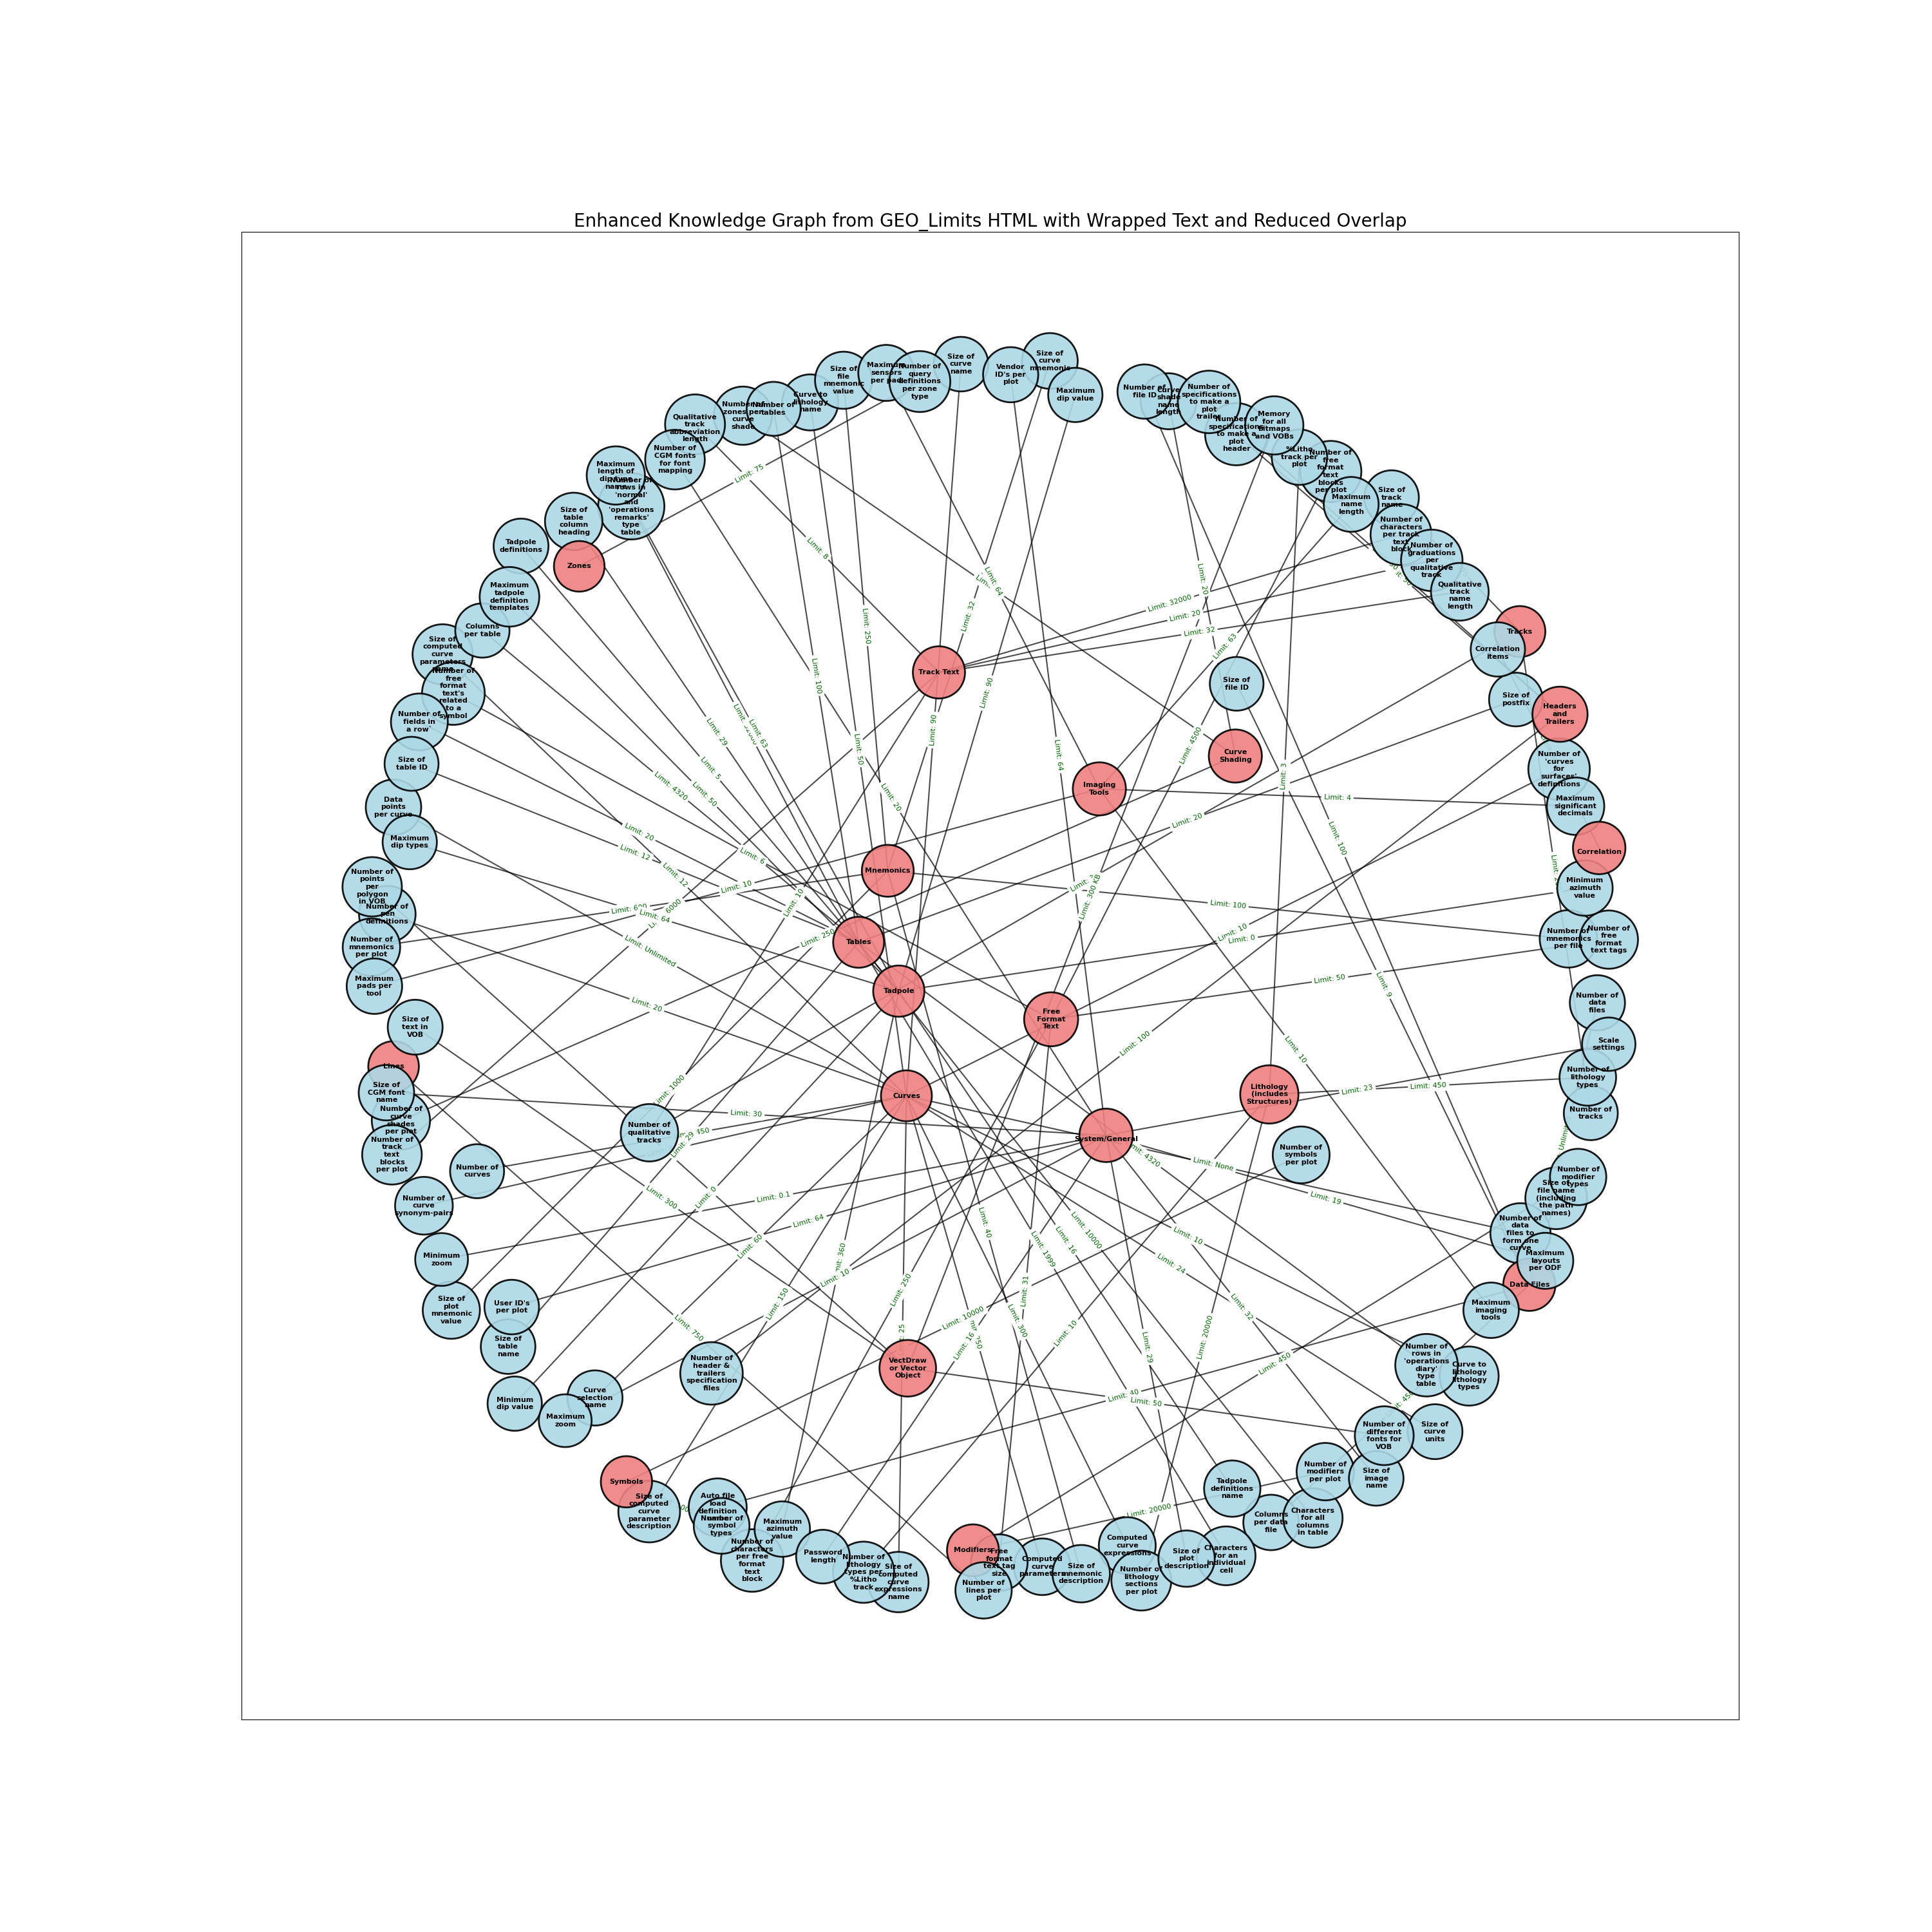 Enhanced Knowledge Graph from GEO_Limits HTML with Wrapped Text and Reduced Overlap
Size of
curve
name
Vendor
ID's per
plot
Size of
curve
mnemonic
Maximum
dip value
Number of
file ID
Curve
shade
name
length
Number of
specifications
to make a
plot
trailer
Number of
specifications
to make a
plot
header
Memory
for all
bitmaps
and VOBs
%Litho
track per
plot
Number of
free
format
text
blocks
per plot
Maximum
name
length
Size of
track
name
Number of
characters
per track
text
block
Number of
graduations
per
qualitative
track
Qualitative
track
name
length
Tracks
Correlation
items
Size of
postfix
Headers
and
Trailers
Number of
'curves
for
surfaces'
definitions
Maximum
significant
decimals
Correlation
Minimum
azimuth
value
Number of
mnemonics
per file
Number of
free
format
text tags
Number of
data
files
Scale
settings
Number of
lithology
types
Number of
tracks
Number of
modifier
types
Size of
file name
(including
the path
names)
Number of
data
files to
form one
curve
Maximum
layouts
per ODF
Data Files
Maximum
imaging
tools
Number of
rows in
'operations
diary'
type
table
Curve to
lithology
lithology
types
Size of
curve
units
Number of
different
fonts for
VOB
Size of
image
name
Number of
modifiers
per plot
Characters
for all
columns
in table
Columns
per data
file
Tadpole
definitions
name
Characters
for an
individual
cell
Size of
plot
description
Number of
lithology
sections
per plot
Computed
curve
expressions
Size of
mnemonic
description
Computed
curve
parameters
Free
format
text tag
size
Modifiers
Number of
lines per
plot
Size of
computed
curve
expressions
name
Number of
lithology
types per
%Litho
track
Password
length
Maximum
azimuth
value
Number of
characters
per free
format
text
block
Auto file
load
definition
Number of
symbol
types
Size of
computed
curve
parameter
description
Symbols
Number of
header &
trailers
specification
files
Curve
selection
name
Maximum
zoom
Minimum
dip value
Size of
table
name
User ID's
per plot
Size of
plot
mnemonic
value
Minimum
zoom
Number of
curve
synonym-pairs
Number of
curves
Number of
qualitative
tracks
Number of
track
text
blocks
per plot
Number of
curve
shades
per plot
Size of
CGM font
name
Lines
Size of
text in
VOB
Maximum
pads per
tool
Number of
mnemonics
per plot
Number of
pen
definitions
Number of
points
per
polygon
in VOB
Maximum
dip types
Data
points
per curve
Size of
table ID
Number of
fields in
a row'
Number of
free
format
text's
related
to a
symbol
Size of
computed
curve
parameters
name
Columns
per table
Maximum
tadpole
definition
templates
Tadpole
definitions
Zones
Size of
table
column
heading
Number of
rows in
'normal'
and
'operations
remarks'
type
table
Maximum
length of
dip type
name
Number of
CGM fonts
for font
mapping
Qualitative
track
abbreviation
length
Number of
zones per
curve
shade
Number of
tables
Curve to
lithology
name
Size of
file
mnemonic
value
Maximum
sensors
per pad
Number of
query
definitions
per zone
type
Track Text
Size of
file ID
Curve
Shading
Imaging
Tools
Mnemonics
Tables
Tadpole
Free
Format
Text
Curves
System/General
Lithology
(includes
Structures)
Number of
symbols
per plot
VectDraw
or Vector
Object
Limit: 75
Limit: 8
Limit: 64
Limit: 32
Limit: 250
Limit: 100
Limit: 50
Limit: 20
Limit: 90
Limit: 90
Limit: 64
Limit: 20
Limit: 32000
Limit: 20
Limit: 32
Limit: 63
Limit: 4500
Limit: 3
Limit: 4
Limit: 100
Limit: 20
Limit: 300 KB
Limit: 100
Limit: 10
Limit: 0
Limit: 50
Limit: 9
Limit: 10
Limit: 100
Limit: 23
Limit: 450
Limit: None
Limit: 19
Limit: 29
Limit: 5
Limit: 63
Limit: 50
Limit: 4320
Limit: 20
Limit: 12
Limit: 12
Limit: 6
Limit: 10
Limit: 64
Limit: Unlimited
Limit: 20
Limit: 250
Limit: 10
Limit: 1000
Limit: 30
Limit: 29
Limit: 300
Limit: 0
Limit: 0.1
Limit: 64
Limit: 60
Limit: 10
Limit: 360
Limit: 150
Limit: 250
Limit: 750
Limit: 10000
Limit: 16
Limit: 31
Limit: 300
Limit: 40
Limit: 1999
Limit: 16
Limit: 10000
Limit: 10
Limit: 24
Limit: 32
Limit: 29
Limit: 20000
Limit: 10
Limit: 450
Limit: 40
Limit: 50
Limit: 20000